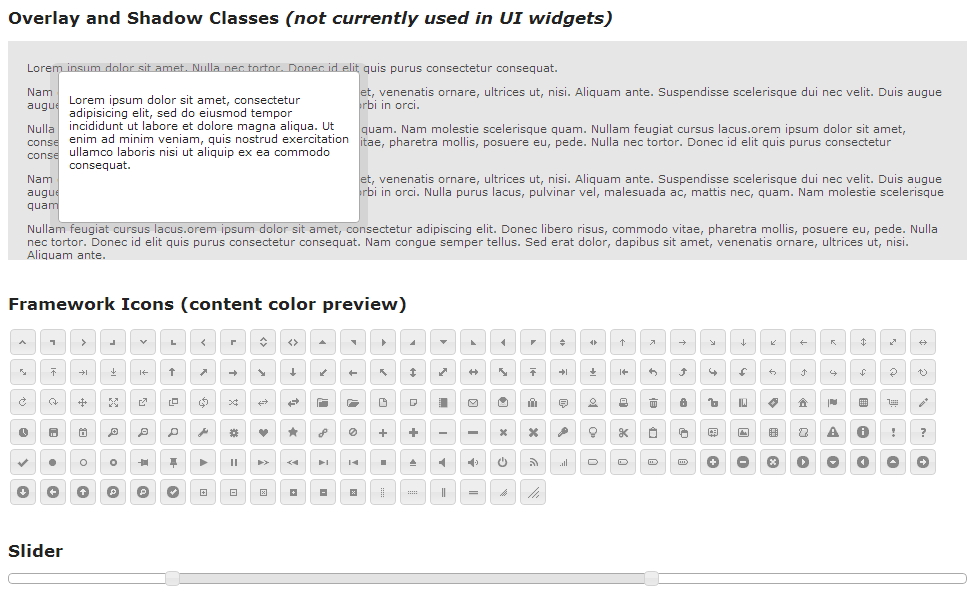 Overlay and Shadow Classes (not currently used in UI widgets)
Lorem ipsum dolor sit amet. Nulla nec tortor. Donec id elit quis purus consectetur consequat.
Nam et, venenatis ornare, ultrices ut, nisi. Aliquam ante. Suspendisse scelerisque dui nec velit. Duis augue
augue rbi in orci.
Nulla quam. Nam molestie scelerisque quam. Nullam feugiat cursus lacus.orem ipsum dolor sit amet,
conse itae, pharetra mollis, posuere eu, pede. Nulla nec tortor. Donec id elit quis purus consectetur
conse
Nam et, venenatis ornare, ultrices ut, nisi. Aliquam ante. Suspendisse scelerisque dui nec velit. Duis augue
augue rbi in orci. Nulla purus lacus, pulvinar vel, malesuada ac, mattis nec, quam. Nam molestie scelerisque
quam
Nullam feugiat cursus lacus.orem ipsum dolor sit amet, consectetur adipiscing elit. Donec libero risus, commodo vitae, pharetra mollis, posuere eu, pede. Nulla
nec tortor. Donec id elit quis purus consectetur consequat. Nam congue semper tellus. Sed erat dolor, dapibus sit amet, venenatis ornare, ultrices ut, nisi.
Aliquam ante.
Lorem ipsum dolor sit amet, consectetur
adipisicing elit, sed do eiusmod tempor
incididunt ut labore et dolore magna aliqua. Ut
enim ad minim veniam, quis nostrud exercitation
ullamco laboris nisi ut aliquip ex ea commodo
consequat.
Framework Icons (content color preview)
Slider